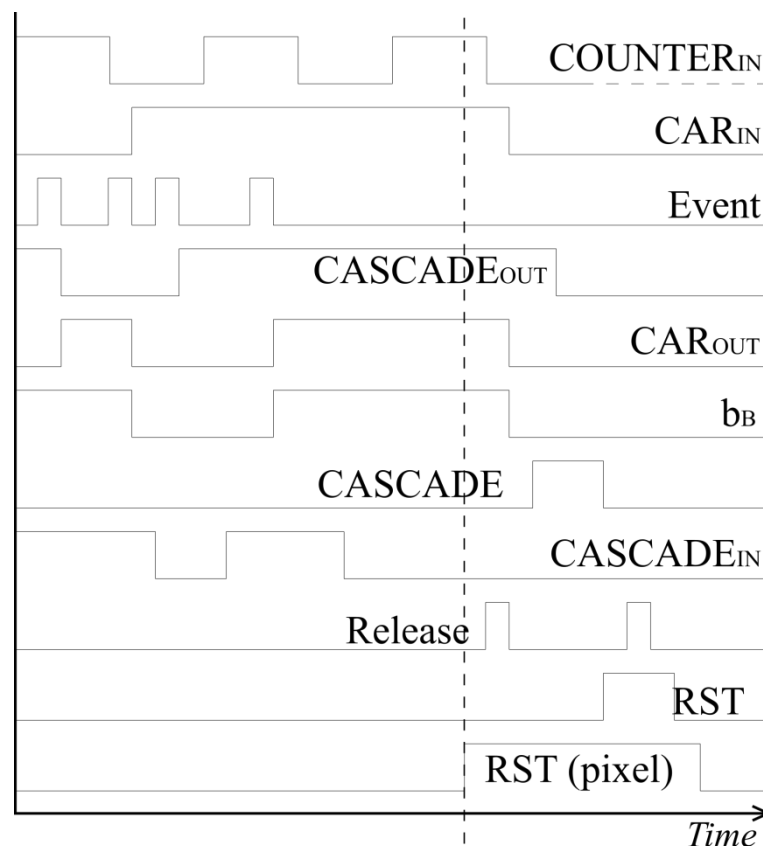 COUNTERIN
CARIN
Event
CASCADEOUT
CAROUT
bB
CASCADE
CASCADEIN
Release
RST
RST (pixel)
Time